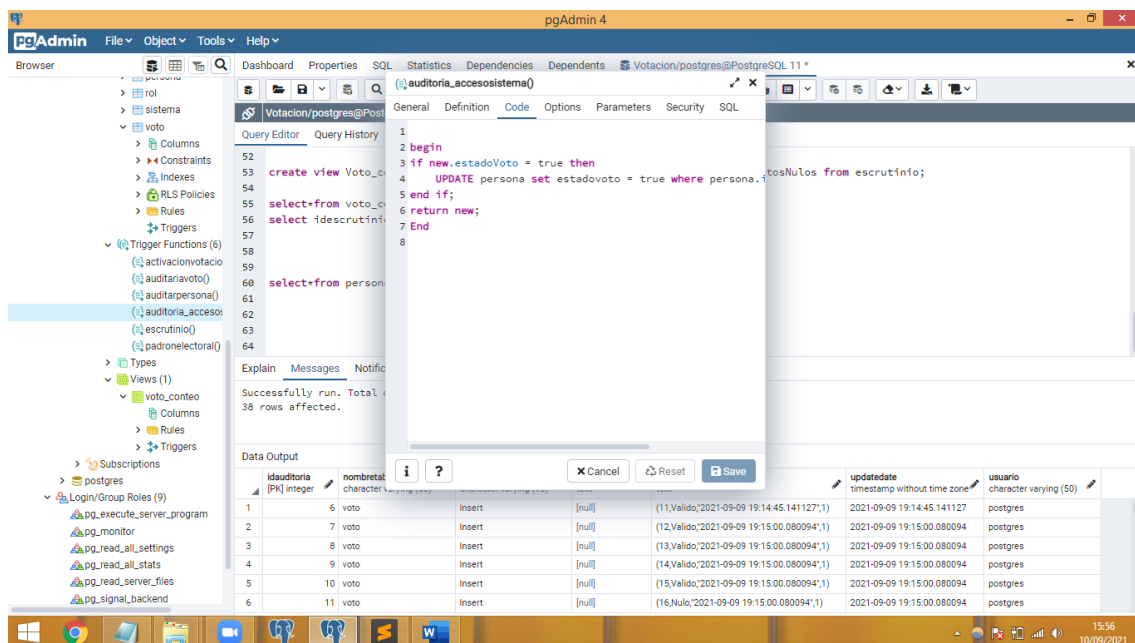 pgAdmin 4
pgAdmin File Object Tools Help
Browser
Dashboard Properties SQL Statistics Dependencies Dependents Votacion/postgres@PostgreSQL 11 *
persona
rol
sistema
voto
Columns
Constraints
Indexes
RLS Policies
Rules
Triggers
Trigger Functions (6)
activacionvotacio
auditariavoto()
auditarpersona()
auditoria_acceso
escrutinio()
padronelectoral()
Types
Views (1)
voto_conteo
Columns
Rules
Triggers
Subscriptions
postgres
Login/Group Roles (9)
pg_execute_server_program
pg_monitor
pg_read_all_settings
pg_read_all_stats
pg_read_server_files
pg_signal_backend
Votacion/postgres@Post
Query Editor Query History
52
53 create view Voto_c tosNulos from escrutinio;
54
55 select*from voto_c
56 select idescrutini
57
58
59
60 select*from person
61
62
63
64
auditoria_accesosistema()
General Definition Code Options Parameters Security SQL
1
2 begin
3 if new.estadoVoto = true then
4 UPDATE persona set estadovoto = true where persona.i
5 end if;
6 return new;
7 End
8
i ? Cancel Reset Save
Explain Messages Notific
Successfully run. Total
38 rows affected.
Data Output
idauditoria nombretab updatedate usuario
[PK] integer character varying timestamp without time zone character varying (50)
1 6 voto Insert [null] (11,Valido,"2021-09-09 19:14:45.141127",1) 2021-09-09 19:14:45.141127 postgres
2 7 voto Insert [null] (12,Valido,"2021-09-09 19:15:00.080094",1) 2021-09-09 19:15:00.080094 postgres
3 8 voto Insert [null] (13,Valido,"2021-09-09 19:15:00.080094",1) 2021-09-09 19:15:00.080094 postgres
4 9 voto Insert [null] (14,Valido,"2021-09-09 19:15:00.080094",1) 2021-09-09 19:15:00.080094 postgres
5 10 voto Insert [null] (15,Valido,"2021-09-09 19:15:00.080094",1) 2021-09-09 19:15:00.080094 postgres
6 11 voto Insert [null] (16,Nulo,"2021-09-09 19:15:00.080094",1) 2021-09-09 19:15:00.080094 postgres
15:56
10/09/2021